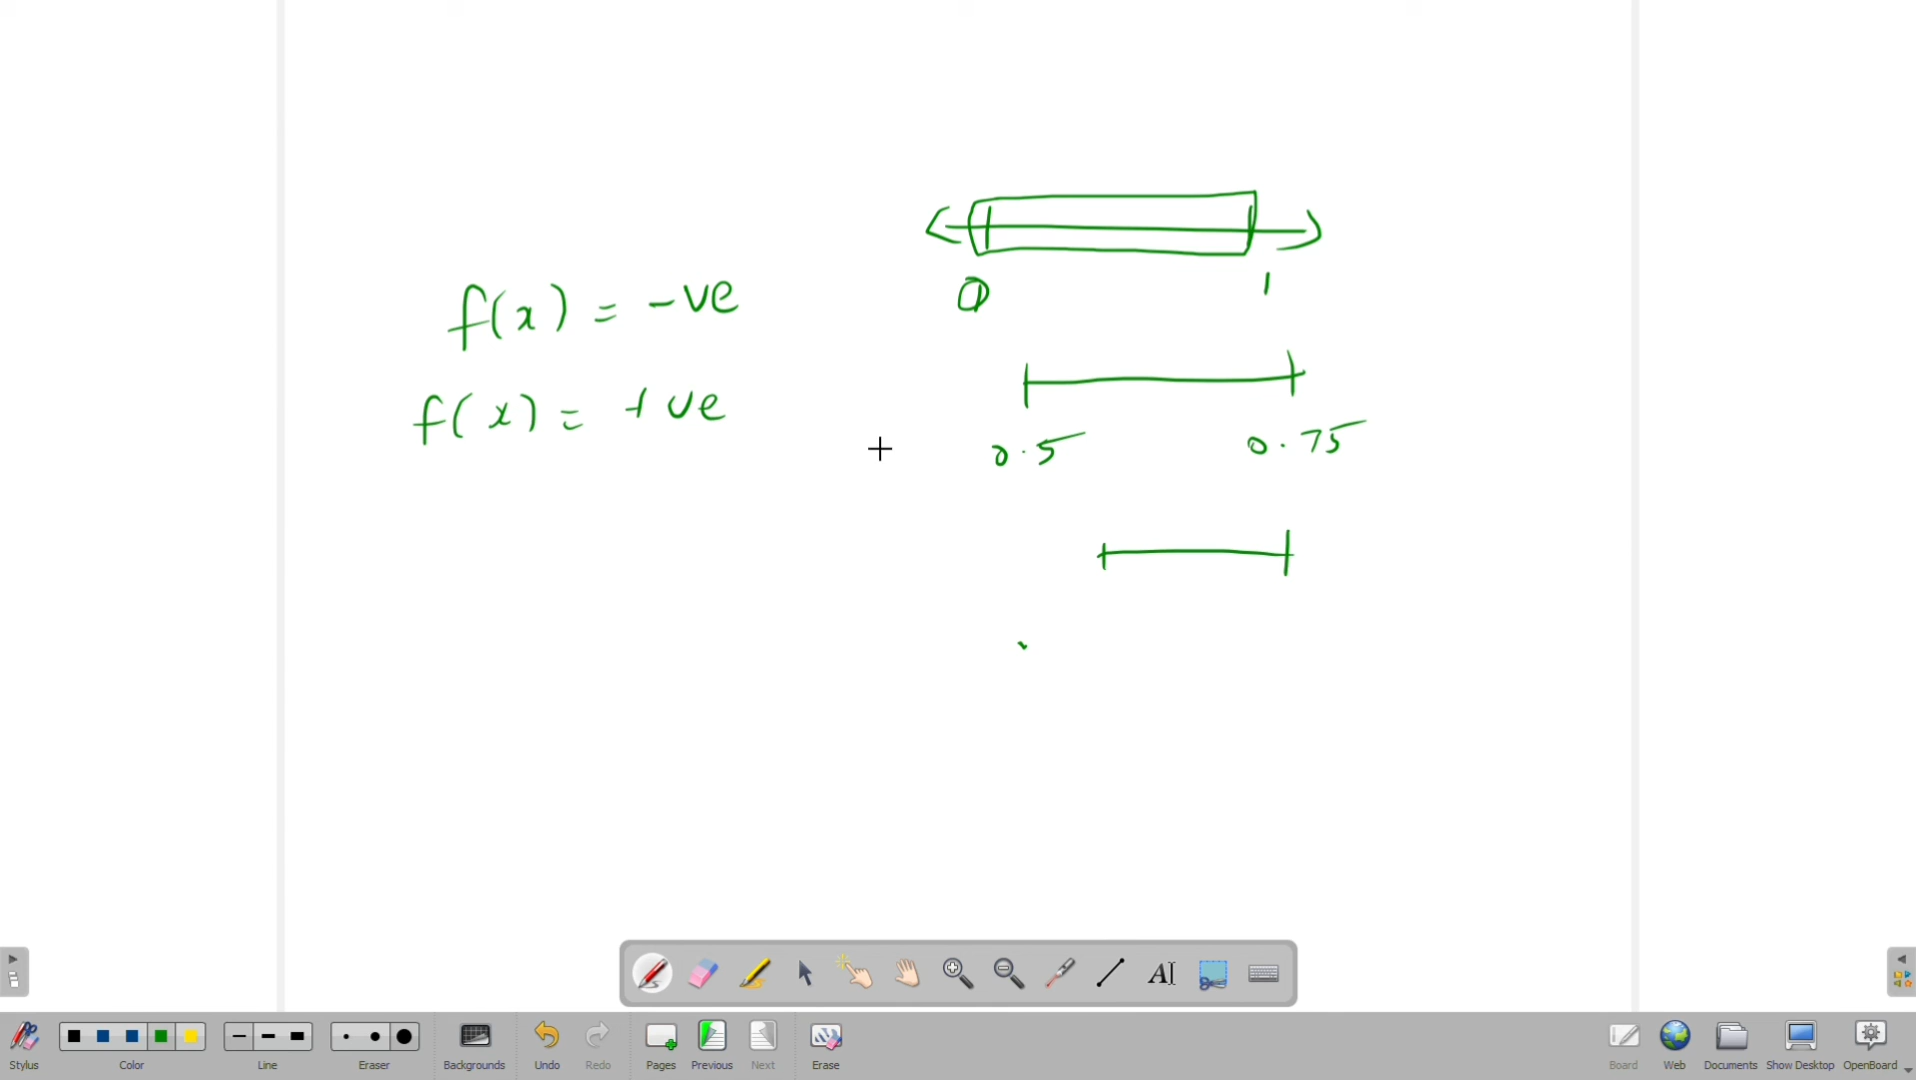 f(x) = -ve
f(x) = +ve
0 1
0.5 0.75
Stylus
Color
Line
Eraser
Backgrounds
Undo
Redo
Pages
Previous
Next
Erase
Board
Web
Documents
Show Desktop
OpenBoard